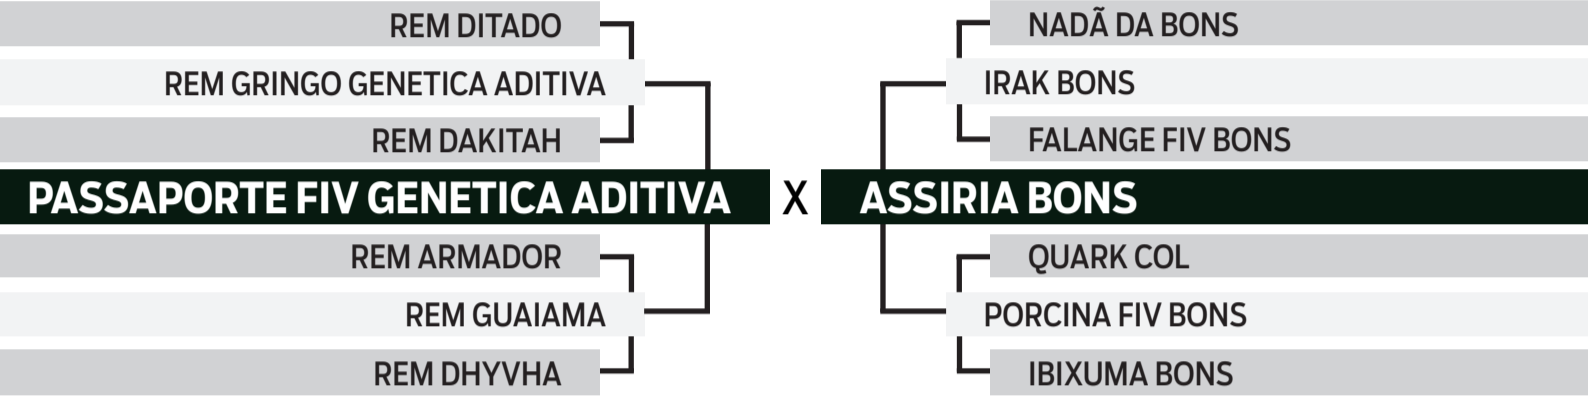 REM DITADO
REM GRINGO GENETICA ADITIVA
REM DAKITAH
PASSAPORTE FIV GENETICA ADITIVA X ASSIRIA BONS
REM ARMADOR
REM GUAIAMA
REM DHYVHA
NADÃ DA BONS
IRAK BONS
FALANGE FIV BONS
QUARK COL
PORCINA FIV BONS
IBIXUMA BONS